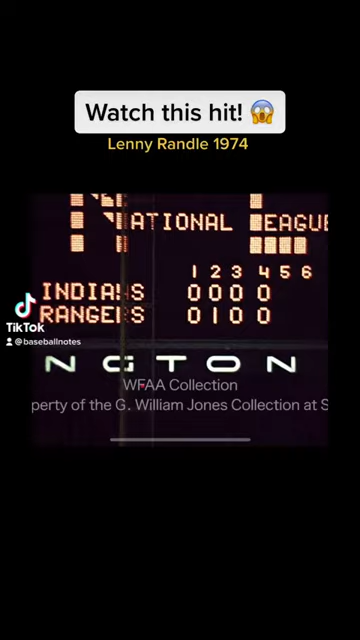 Watch this hit! 😱
Lenny Randle 1974
NATIONAL LEAGUE
1 2 3 4 5 6
INDIANS 0 0 0 0
RANGERS 0 1 0 0
NGTON
TikTok
@baseballnotes
WFAA Collection
perty of the G. William Jones Collection at S